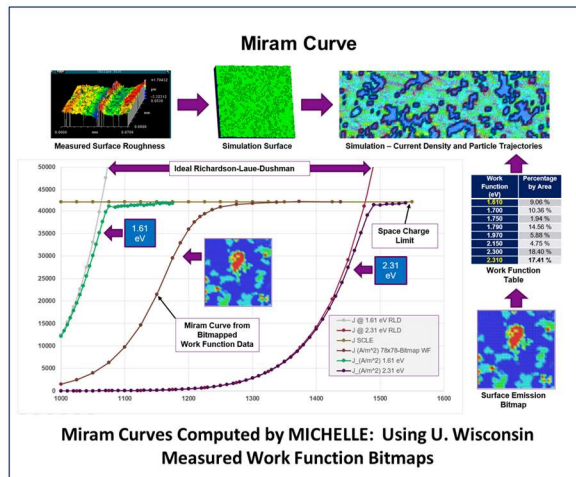 Miram Curve
Measured Surface Roughness
Simulation Surface
Simulation – Current Density and Particle Trajectories
Ideal Richardson-Laue-Dushman
50000
45000
40000
35000
30000
25000
20000
15000
10000
5000
0
1000
1100
1200
1300
1400
1500
1600
1.61
eV
2.31
eV
Space Charge
Limit
Miram Curve from
Bitmapped
Work Function Data
J @ 1.61 eV RLD
J @ 2.31 eV RLD
J SCLE
J (A/m^2) 78x78-Bitmap WF
J_(A/m^2) 1.61 eV
J_(A/m^2) 2.31 eV
Work Function (eV) Percentage by Area
1.610 9.06 %
1.700 10.36 %
1.750 1.94 %
1.790 14.56 %
1.970 5.88 %
2.150 4.75 %
2.300 18.40 %
2.310 17.41 %
Work Function
Table
Surface Emission
Bitmap
Miram Curves Computed by MICHELLE: Using U. Wisconsin
Measured Work Function Bitmaps